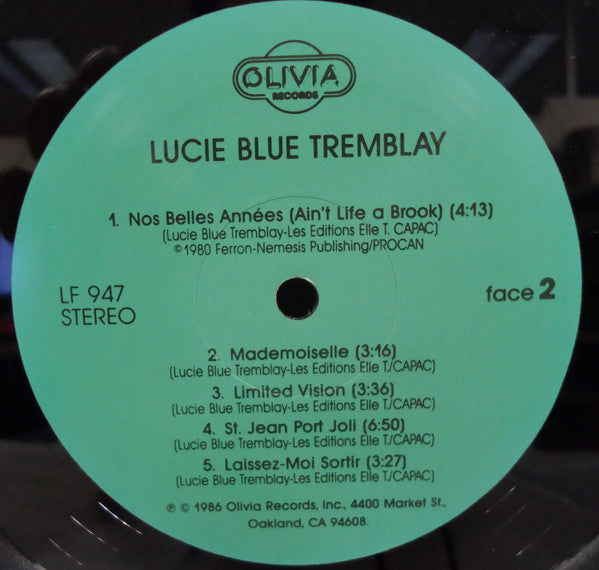 OLIVIA
RECORDS
LUCIE BLUE TREMBLAY
1. Nos Belles Années (Ain't Life a Brook) (4:13)
(Lucie Blue Tremblay-Les Editions Elle T. CAPAC)
©1980 Ferron-Nemesis Publishing/PROCAN
LF 947
STEREO
face 2
2. Mademoiselle (3:16)
(Lucie Blue Tremblay-Les Editions Elle T./CAPAC)
3. Limited Vision (3:36)
(Lucie Blue Tremblay-Les Editions Elle T./CAPAC)
4. St. Jean Port Joli (6:50)
(Lucie Blue Tremblay-Les Editions Elle T./CAPAC)
5. Laissez-Moi Sortir (3:27)
(Lucie Blue Tremblay-Les Editions Elle T./CAPAC)
℗ © 1986 Olivia Records, Inc., 4400 Market St.,
Oakland, CA 94608.